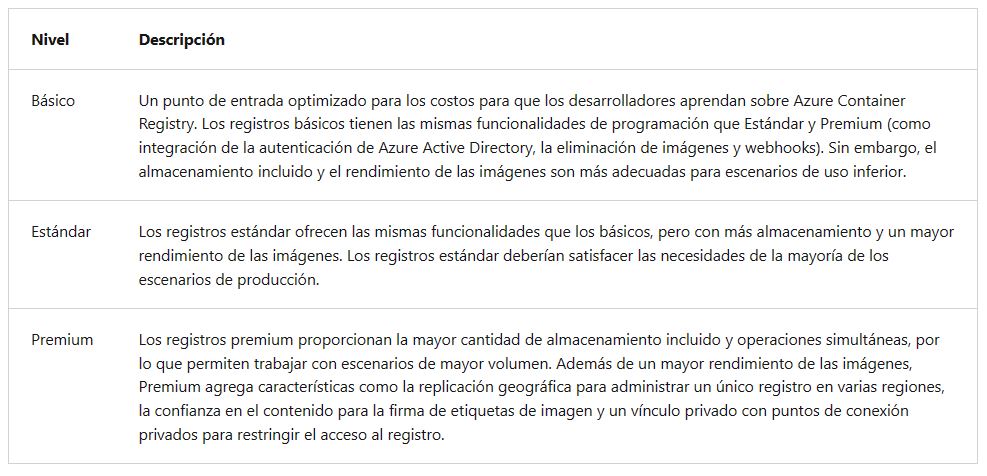 Nivel Descripción
Básico Un punto de entrada optimizado para los costos para que los desarrolladores aprendan sobre Azure Container
Registry. Los registros básicos tienen las mismas funcionalidades de programación que Estándar y Premium (como
integración de la autenticación de Azure Active Directory, la eliminación de imágenes y webhooks). Sin embargo, el
almacenamiento incluido y el rendimiento de las imágenes son más adecuadas para escenarios de uso inferior.
Estándar Los registros estándar ofrecen las mismas funcionalidades que los básicos, pero con más almacenamiento y un mayor
rendimiento de las imágenes. Los registros estándar deberían satisfacer las necesidades de la mayoría de los
escenarios de producción.
Premium Los registros premium proporcionan la mayor cantidad de almacenamiento incluido y operaciones simultáneas, por
lo que permiten trabajar con escenarios de mayor volumen. Además de un mayor rendimiento de las imágenes,
Premium agrega características como la replicación geográfica para administrar un único registro en varias regiones,
la confianza en el contenido para la firma de etiquetas de imagen y un vínculo privado con puntos de conexión
privados para restringir el acceso al registro.